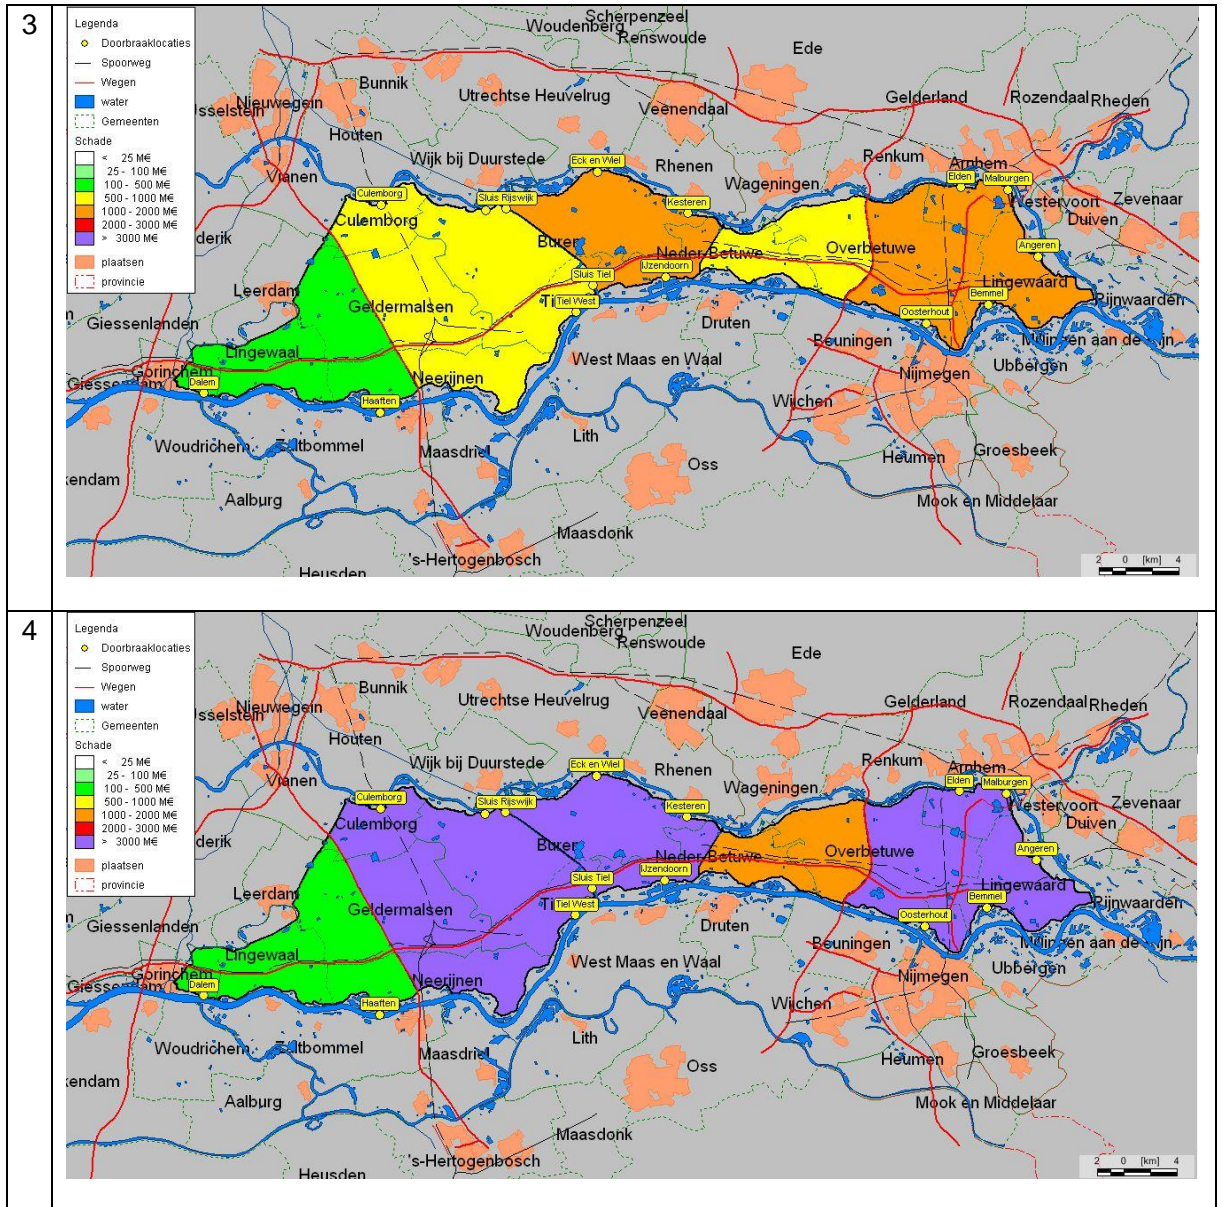 3
Legenda
Doorbraaklocaties
Spoorweg
Wegen
water
Gemeenten
Schade
< 25 M€
25 - 100 M€
100 - 500 M€
500 - 1000 M€
1000 - 2000 M€
2000 - 3000 M€
> 3000 M€
plaatsen
provincie
Scherpenzeel
Woudenberg
Renswoude
Ede
Bunnik
Utrechtse Heuvelrug
Veenendaal
Gelderland
Rozendaal
Rheden
Nieuwegein
Houten
Wijk bij Duurstede
Eck en Wiel
Rhenen
Renkum
Arnhem
Vianen
Wageningen
Elden
Malburgen
Culemborg
Sluis Rijswijk
Kesteren
Westervoort
Zevenaar
Duiven
Culemborg
Buren
Neder-Betuwe
Overbetuwe
Angeren
derik
IJzendoorn
Sluis Tiel
Lingewaard
Leerdam
Geldermalsen
Tiel West
Bemmel
Rijnwaarden
Giessenlanden
Druten
Oosterhout
Beuningen
Lingewaal
West Maas en Waal
Ubbergen
Gorinchem
Giessendam
Dalem
Neerijnen
Nijmegen
Haaften
Wijchen
Lith
Woudrichem
Maasdriel
Groesbeek
Heumen
Oss
kendam
Aalburg
Mook en Middelaar
Maasdonk
's-Hertogenbosch
Heusden
2 0 [km] 4
4
Legenda
Doorbraaklocaties
Spoorweg
Wegen
water
Gemeenten
Schade
< 25 M€
25 - 100 M€
100 - 500 M€
500 - 1000 M€
1000 - 2000 M€
2000 - 3000 M€
> 3000 M€
plaatsen
provincie
Scherpenzeel
Woudenberg
Renswoude
Ede
Bunnik
Utrechtse Heuvelrug
Veenendaal
Gelderland
Rozendaal
Rheden
Nieuwegein
Houten
Wijk bij Duurstede
Eck en Wiel
Rhenen
Renkum
Arnhem
Vianen
Wageningen
Elden
Malburgen
Culemborg
Sluis Rijswijk
Kesteren
Westervoort
Zevenaar
Duiven
Culemborg
Buren
Neder-Betuwe
Overbetuwe
Angeren
derik
IJzendoorn
Sluis Tiel
Lingewaard
Leerdam
Geldermalsen
Tiel West
Bemmel
Rijnwaarden
Giessenlanden
Druten
Oosterhout
Beuningen
Lingewaal
West Maas en Waal
Ubbergen
Gorinchem
Giessendam
Dalem
Neerijnen
Nijmegen
Haaften
Wijchen
Lith
Woudrichem
Maasdriel
Groesbeek
Heumen
Oss
kendam
Aalburg
Mook en Middelaar
Maasdonk
's-Hertogenbosch
Heusden
2 0 [km] 4